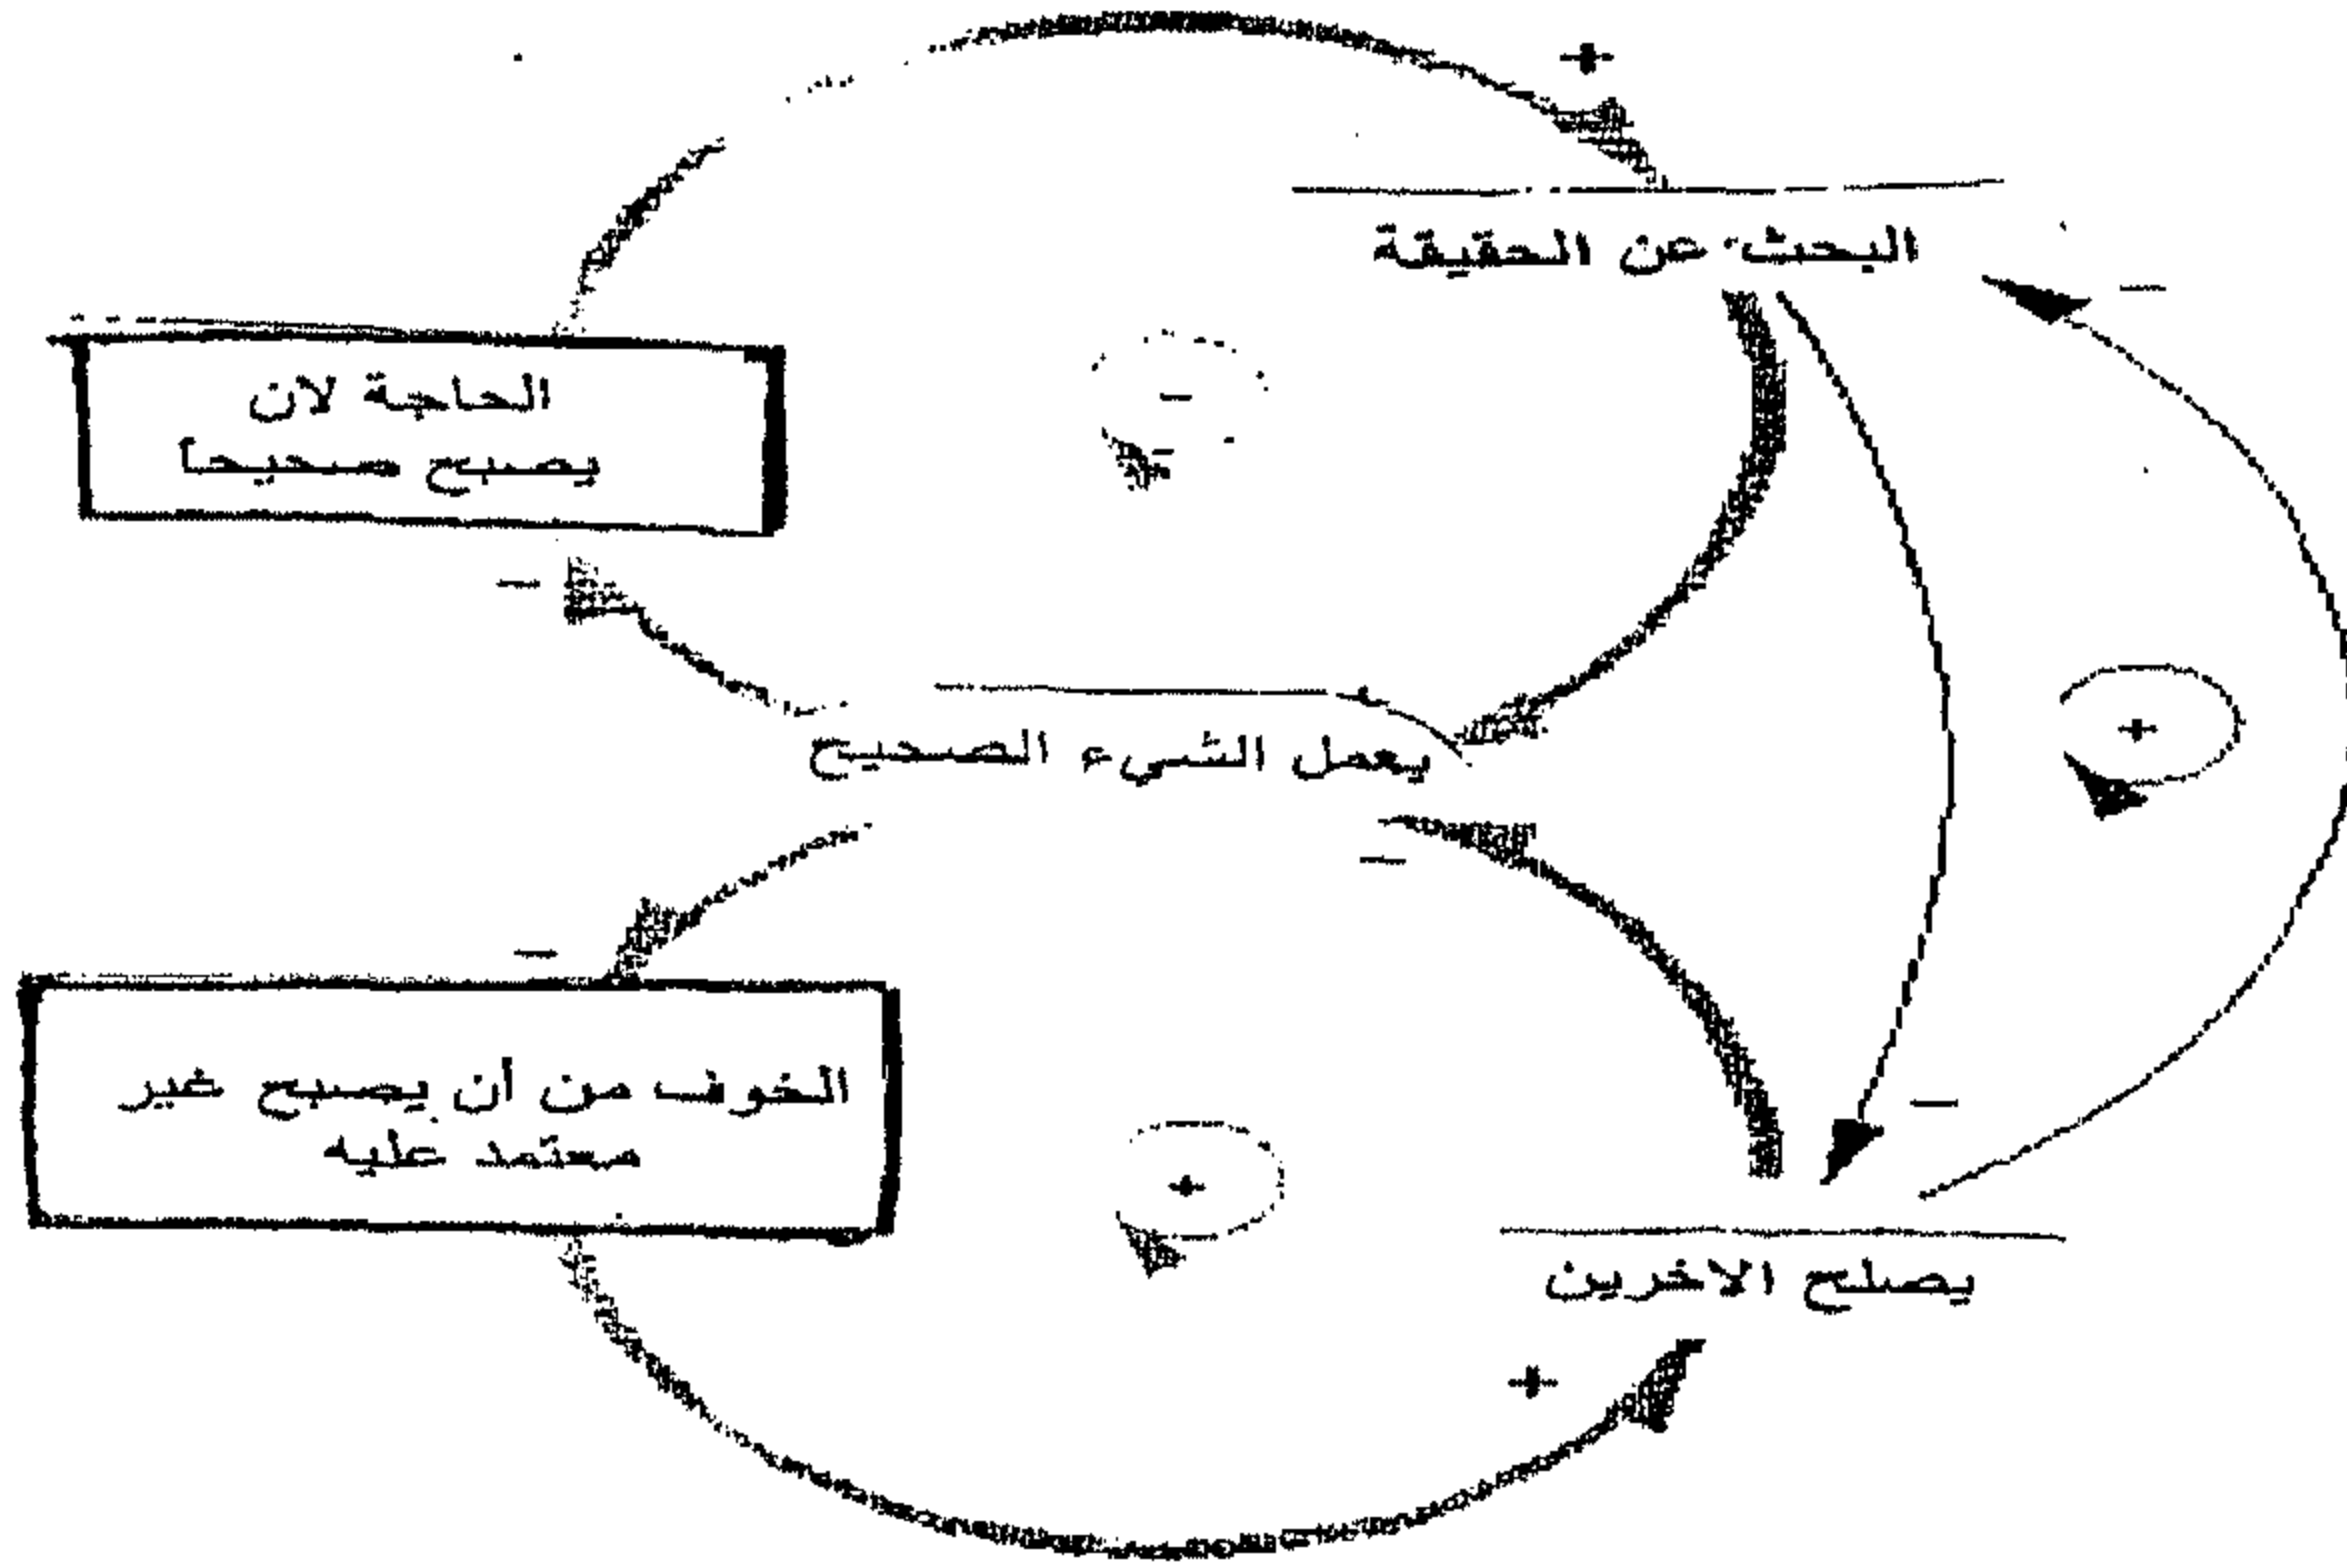 +
البحث عن الحقيقة
-
الحاجة لان
يصبح صحيحا
-
-
+
يعمل الشيء الصحيح
-
-
الخوف من أن يصبح غير
معتمد عليه
+
-
يصلح الاخرين
+